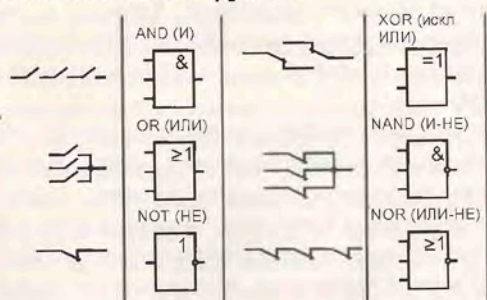 AND (И)
&
OR (ИЛИ)
≥1
NOT (НЕ)
1
XOR (искл.
ИЛИ)
=1
NAND (И-НЕ)
&
NOR (ИЛИ-НЕ)
≥1